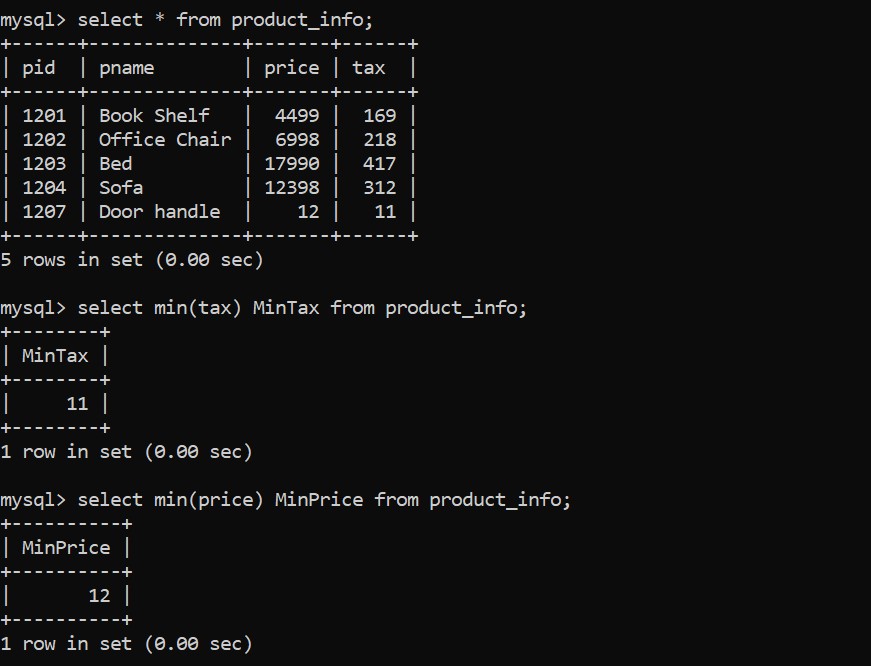 mysql> select * from product_info;
+------+--------------+-------+------+
| pid  | pname        | price | tax  |
+------+--------------+-------+------+
| 1201 | Book Shelf   |  4499 |  169 |
| 1202 | Office Chair |  6998 |  218 |
| 1203 | Bed          | 17990 |  417 |
| 1204 | Sofa         | 12398 |  312 |
| 1207 | Door handle  |    12 |   11 |
+------+--------------+-------+------+
5 rows in set (0.00 sec)

mysql> select min(tax) MinTax from product_info;
+--------+
| MinTax |
+--------+
|     11 |
+--------+
1 row in set (0.00 sec)

mysql> select min(price) MinPrice from product_info;
+----------+
| MinPrice |
+----------+
|       12 |
+----------+
1 row in set (0.00 sec)